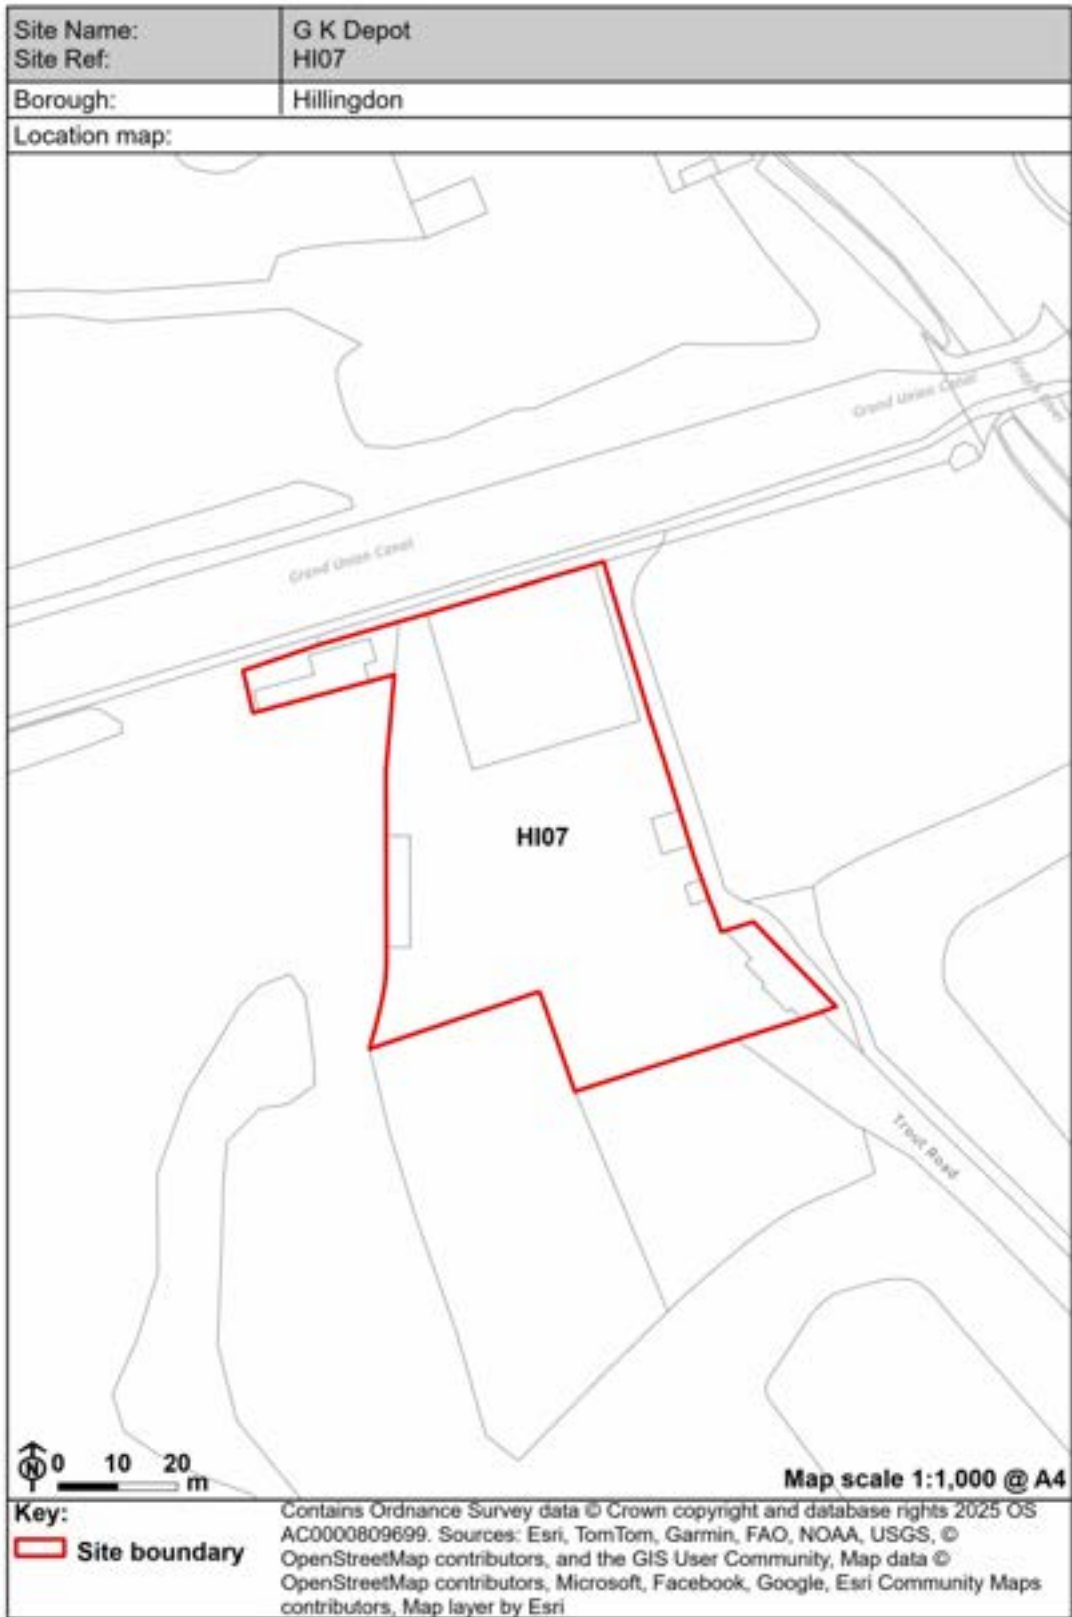 Site Name: G K Depot
Site Ref: HI07
Borough: Hillingdon
Location map:
Grand Union Canal
Grand Union Canal
HI07
Trout Road
N 0 10 20 m
Map scale 1:1,000 @ A4
Key:
Site boundary
Contains Ordnance Survey data © Crown copyright and database rights 2025 OS
AC0000809699. Sources: Esri, TomTom, Garmin, FAO, NOAA, USGS, ©
OpenStreetMap contributors, and the GIS User Community, Map data ©
OpenStreetMap contributors, Microsoft, Facebook, Google, Esri Community Maps
contributors, Map layer by Esri